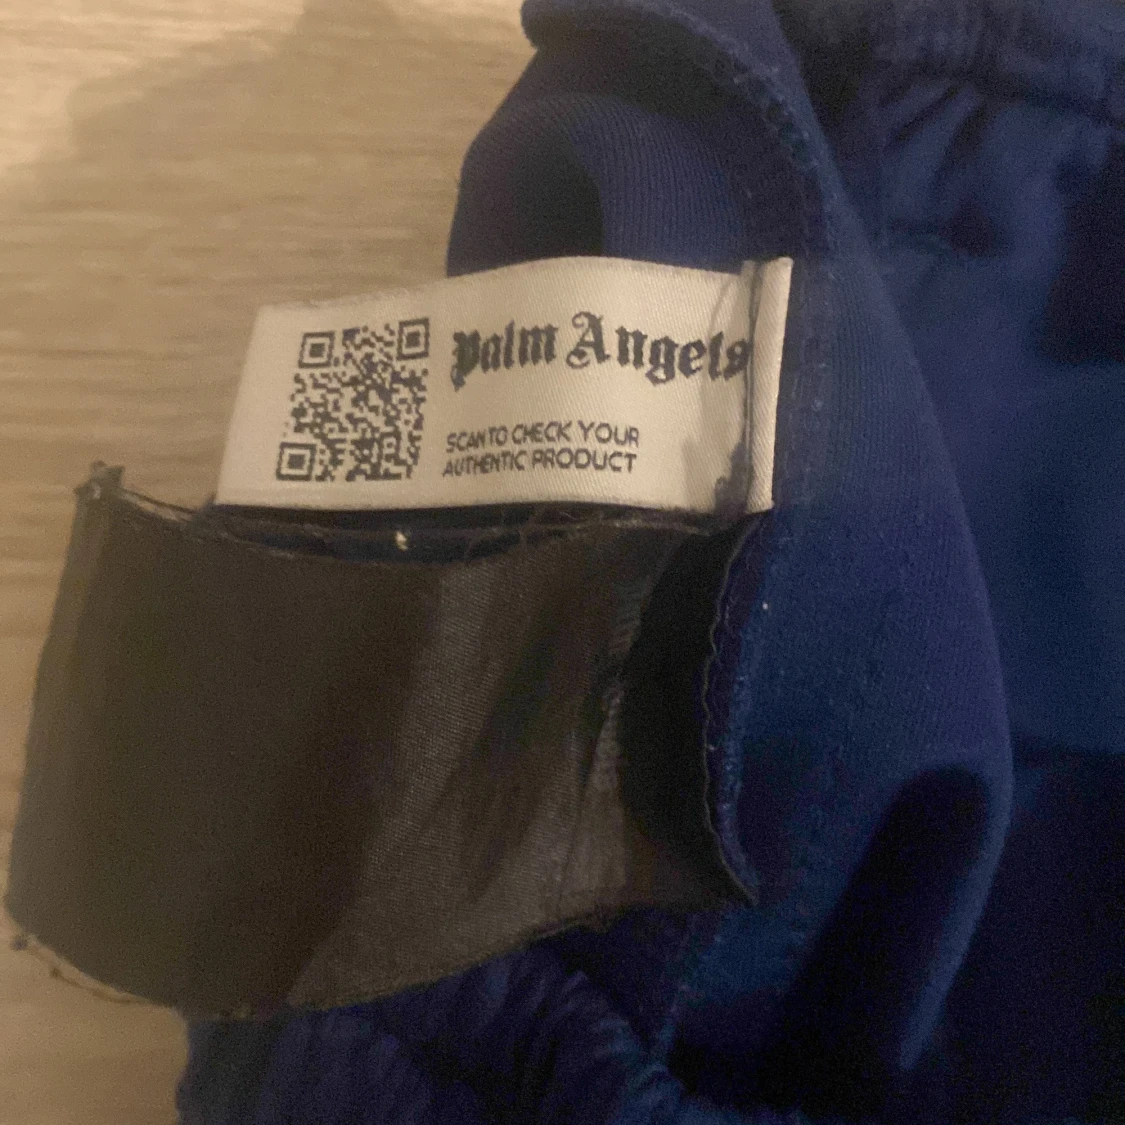 Palm Angels
SCAN TO CHECK YOUR
AUTHENTIC PRODUCT